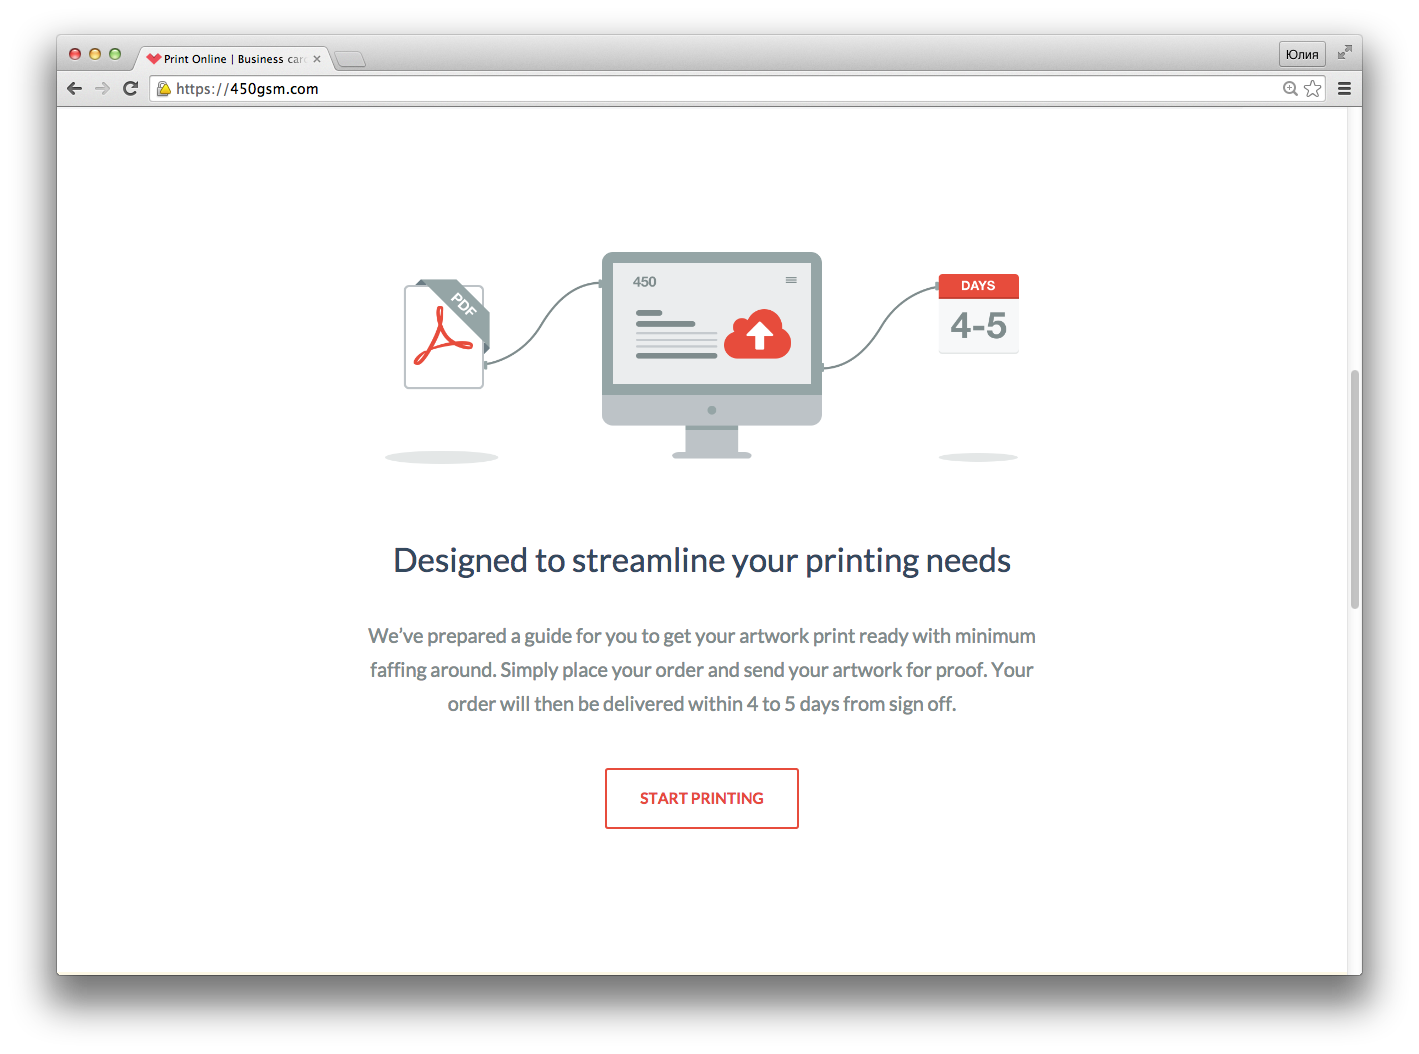 Print Online | Business card
Юлия
https://450gsm.com
PDF
450
DAYS
4-5
Designed to streamline your printing needs
We’ve prepared a guide for you to get your artwork print ready with minimum
faffing around. Simply place your order and send your artwork for proof. Your
order will then be delivered within 4 to 5 days from sign off.
START PRINTING